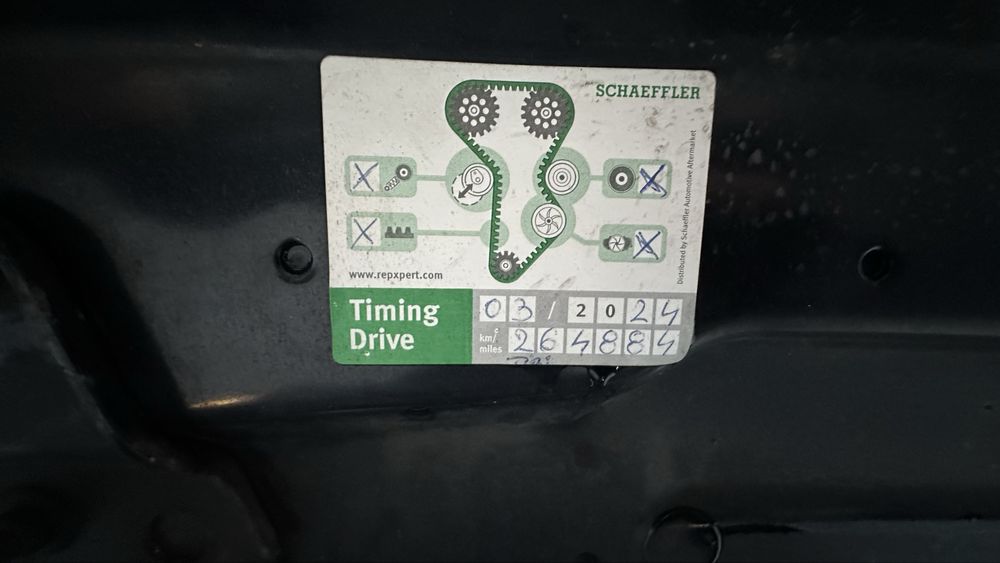 SCHAEFFLER
Distributed by Schaeffler Automotive Aftermarket
www.repxpert.com
Timing Drive
03 / 2024
km/miles 264884